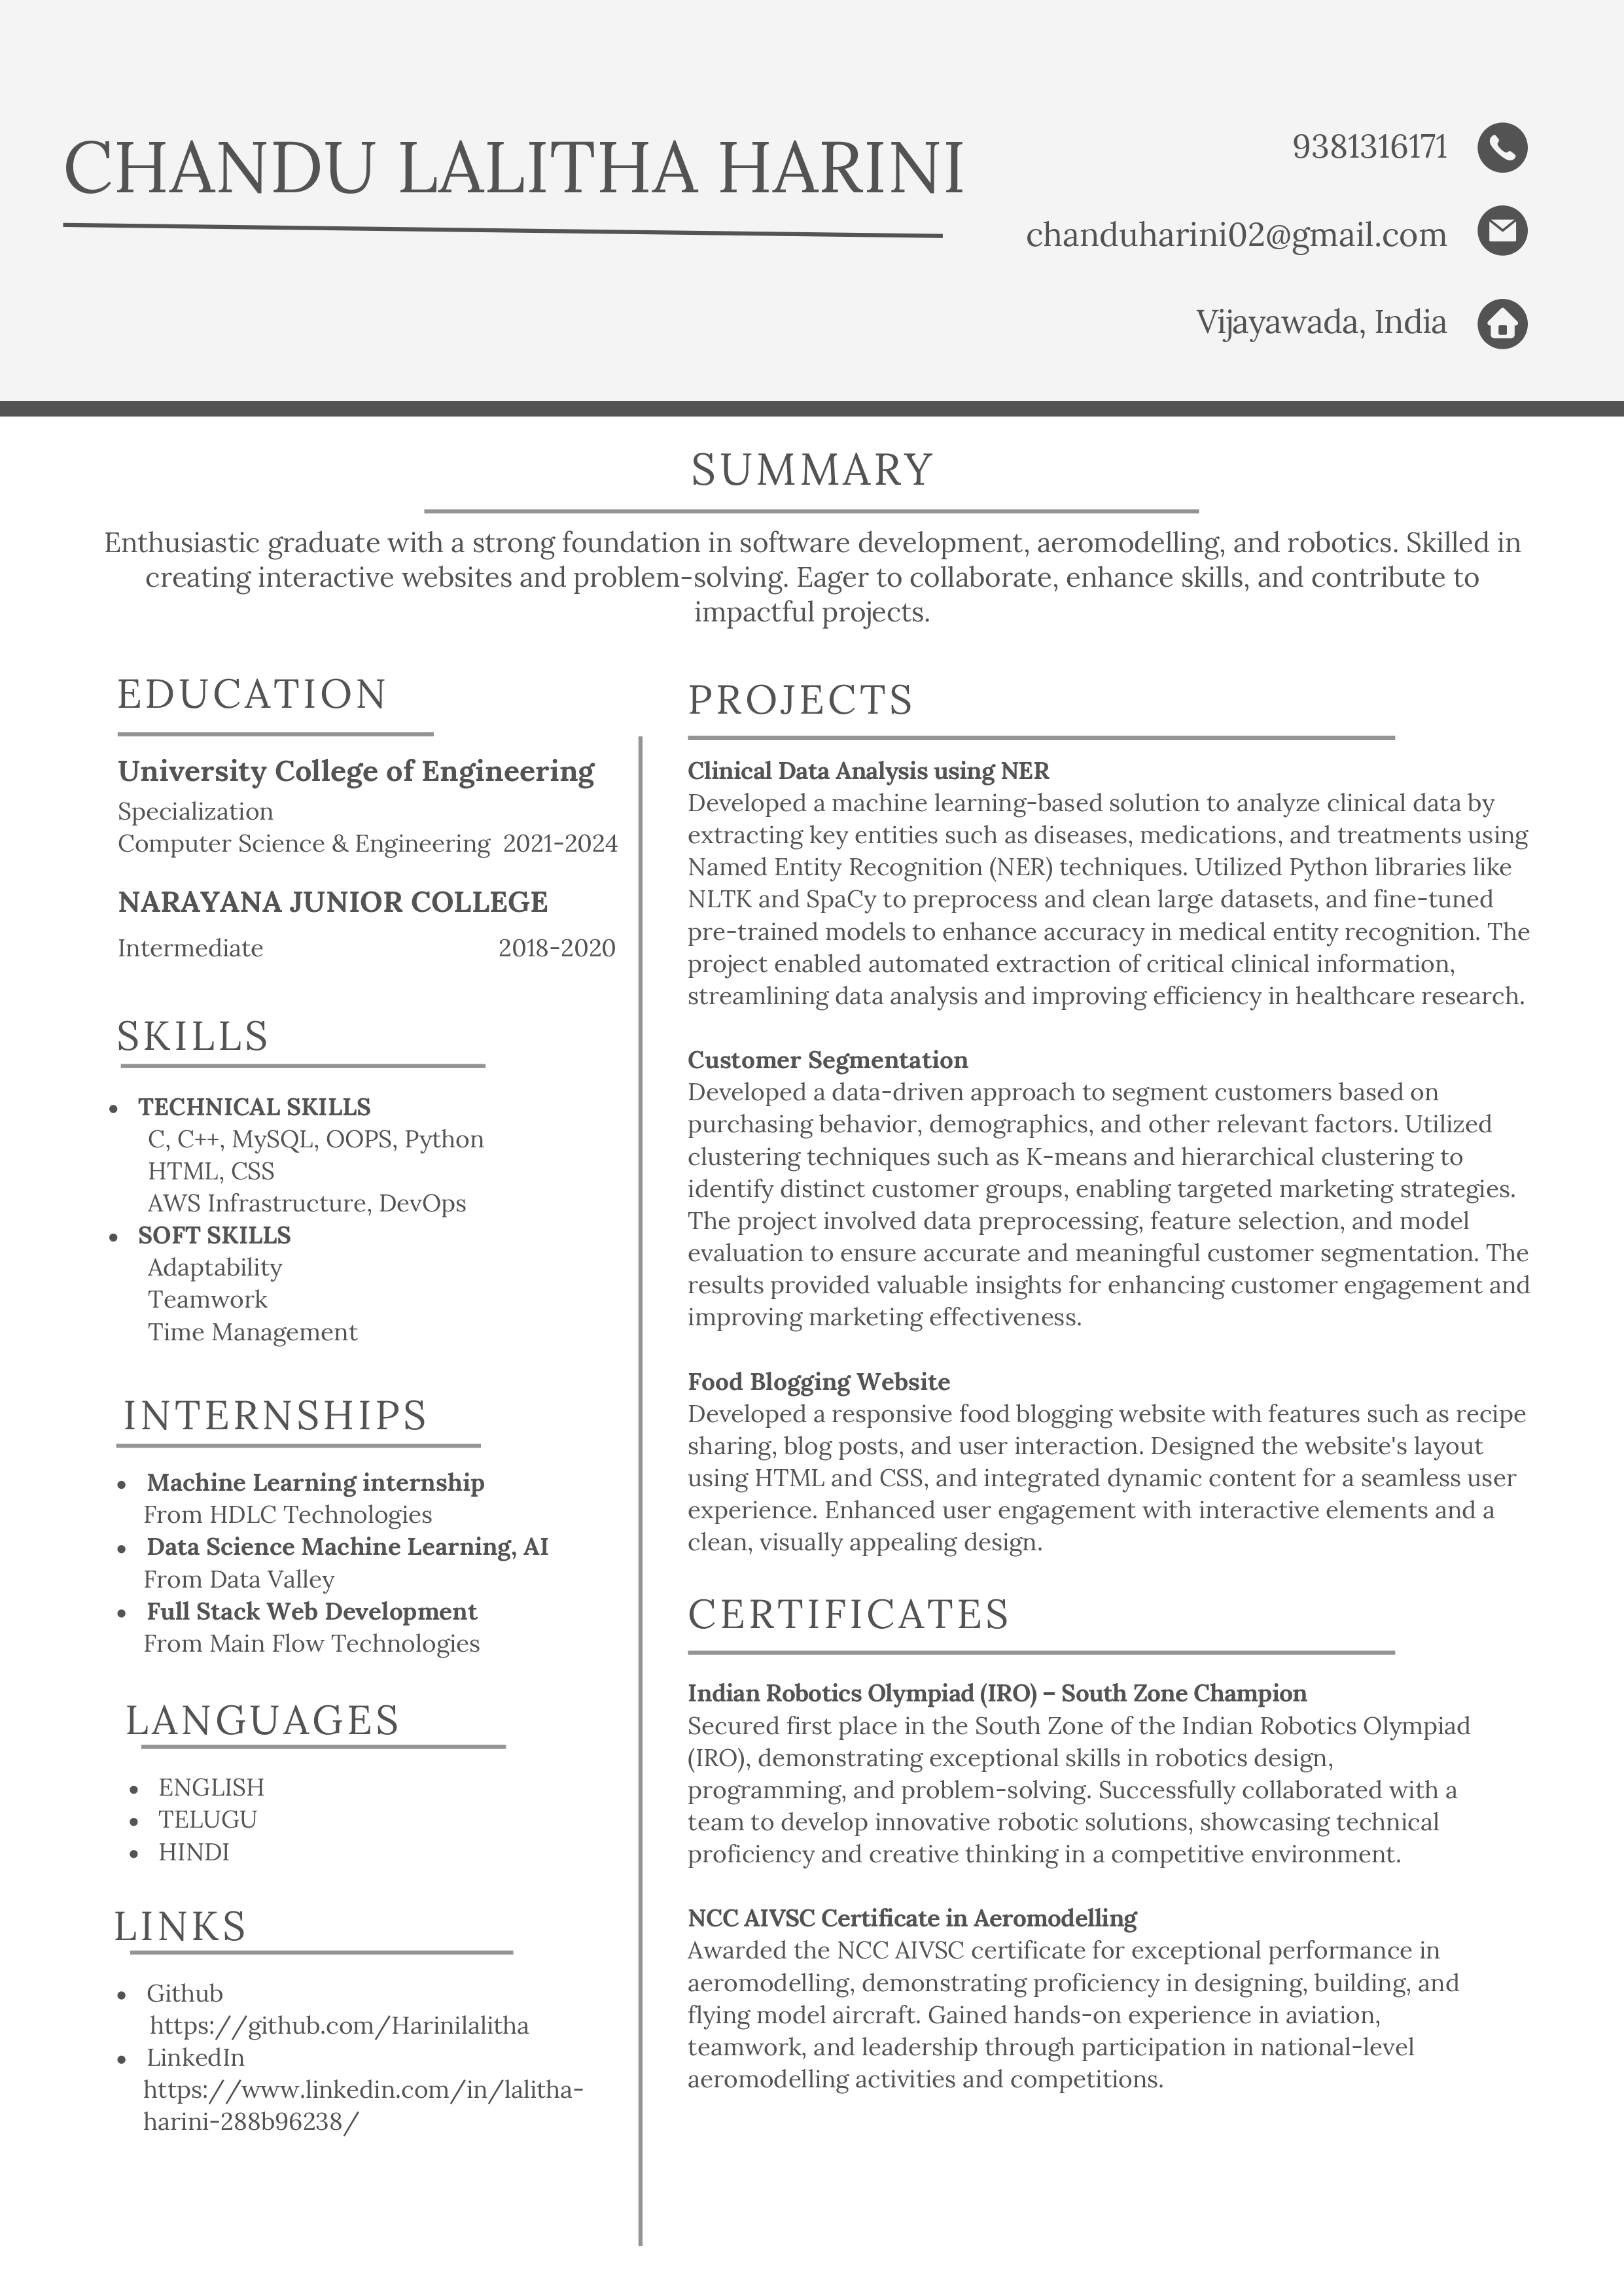 CHANDU LALITHA HARINI
9381316171
chanduharini02@gmail.com
Vijayawada, India
SUMMARY
Enthusiastic graduate with a strong foundation in software development, aeromodelling, and robotics. Skilled in
creating interactive websites and problem-solving. Eager to collaborate, enhance skills, and contribute to
impactful projects.
EDUCATION
University College of Engineering
Specialization
Computer Science & Engineering 2021-2024
NARAYANA JUNIOR COLLEGE
Intermediate 2018-2020
SKILLS
• TECHNICAL SKILLS
C, C++, MySQL, OOPS, Python
HTML, CSS
AWS Infrastructure, DevOps
• SOFT SKILLS
Adaptability
Teamwork
Time Management
INTERNSHIPS
• Machine Learning internship
From HDLC Technologies
• Data Science Machine Learning, AI
From Data Valley
• Full Stack Web Development
From Main Flow Technologies
LANGUAGES
• ENGLISH
• TELUGU
• HINDI
LINKS
• Github
https://github.com/Harinilalitha
• LinkedIn
https://www.linkedin.com/in/lalitha-
harini-288b96238/
PROJECTS
Clinical Data Analysis using NER
Developed a machine learning-based solution to analyze clinical data by
extracting key entities such as diseases, medications, and treatments using
Named Entity Recognition (NER) techniques. Utilized Python libraries like
NLTK and SpaCy to preprocess and clean large datasets, and fine-tuned
pre-trained models to enhance accuracy in medical entity recognition. The
project enabled automated extraction of critical clinical information,
streamlining data analysis and improving efficiency in healthcare research.
Customer Segmentation
Developed a data-driven approach to segment customers based on
purchasing behavior, demographics, and other relevant factors. Utilized
clustering techniques such as K-means and hierarchical clustering to
identify distinct customer groups, enabling targeted marketing strategies.
The project involved data preprocessing, feature selection, and model
evaluation to ensure accurate and meaningful customer segmentation. The
results provided valuable insights for enhancing customer engagement and
improving marketing effectiveness.
Food Blogging Website
Developed a responsive food blogging website with features such as recipe
sharing, blog posts, and user interaction. Designed the website's layout
using HTML and CSS, and integrated dynamic content for a seamless user
experience. Enhanced user engagement with interactive elements and a
clean, visually appealing design.
CERTIFICATES
Indian Robotics Olympiad (IRO) – South Zone Champion
Secured first place in the South Zone of the Indian Robotics Olympiad
(IRO), demonstrating exceptional skills in robotics design,
programming, and problem-solving. Successfully collaborated with a
team to develop innovative robotic solutions, showcasing technical
proficiency and creative thinking in a competitive environment.
NCC AIVSC Certificate in Aeromodelling
Awarded the NCC AIVSC certificate for exceptional performance in
aeromodelling, demonstrating proficiency in designing, building, and
flying model aircraft. Gained hands-on experience in aviation,
teamwork, and leadership through participation in national-level
aeromodelling activities and competitions.